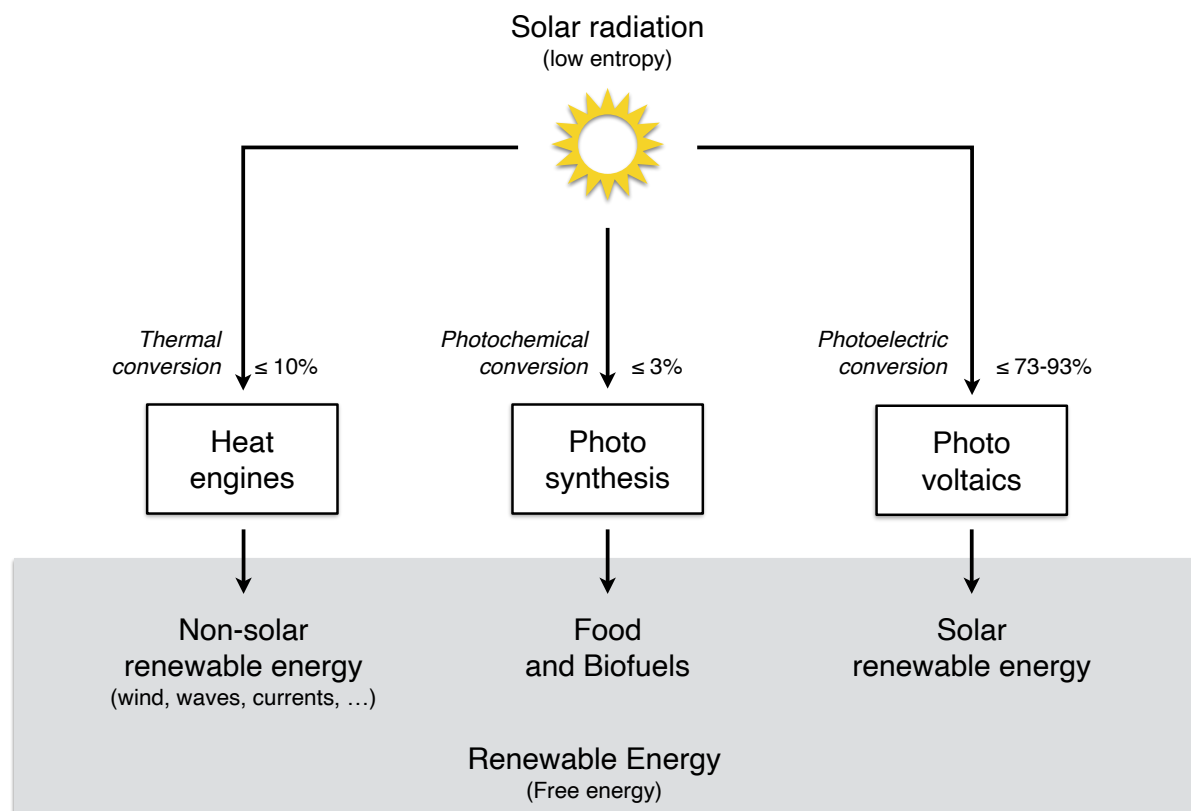 Solar radiation
(low entropy)
Thermal
conversion
≤ 10%
Photochemical
conversion
≤ 3%
Photoelectric
conversion
≤ 73-93%
Heat
engines
Photo
synthesis
Photo
voltaics
Non-solar
renewable energy
(wind, waves, currents, …)
Food
and Biofuels
Solar
renewable energy
Renewable Energy
(Free energy)